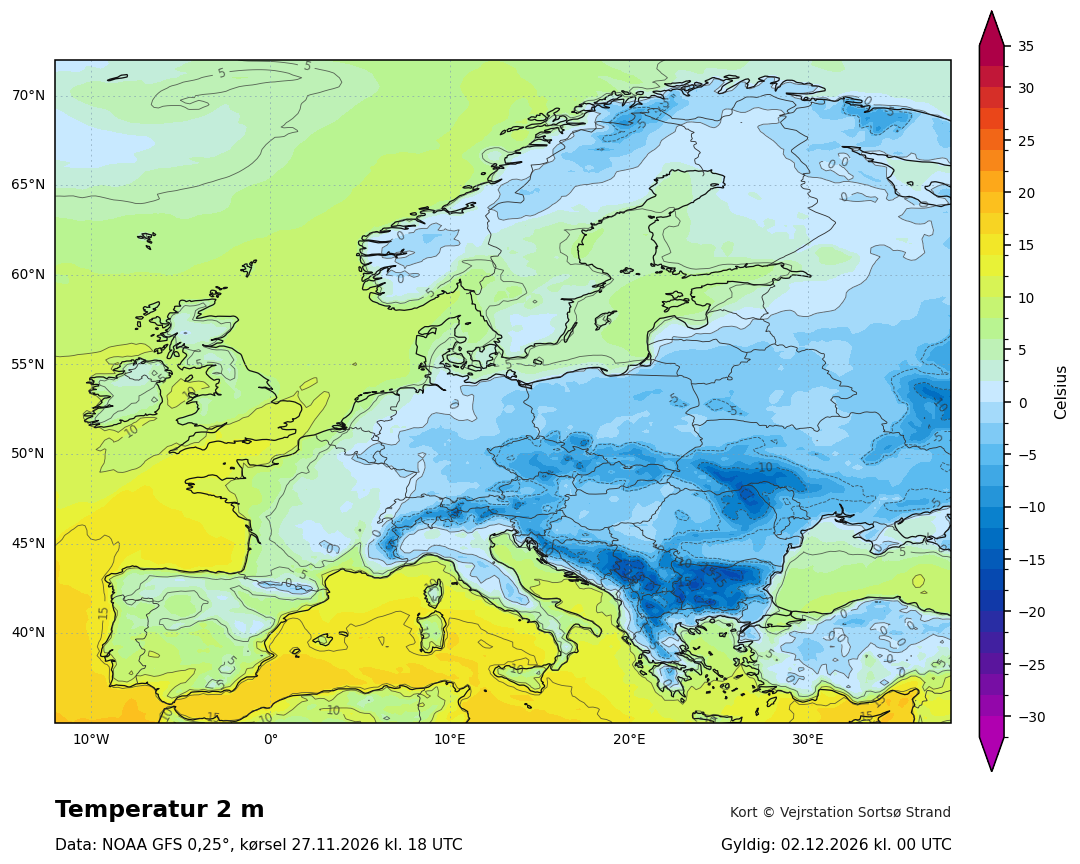 70°N
65°N
60°N
55°N
50°N
45°N
40°N
10°W 0° 10°E 20°E 30°E
35
30
25
20
15
10
5
0
−5
−10
−15
−20
−25
−30
Celsius
Temperatur 2 m
Kort © Vejrstation Sortsø Strand
Data: NOAA GFS 0,25°, kørsel 27.11.2026 kl. 18 UTC
Gyldig: 02.12.2026 kl. 00 UTC